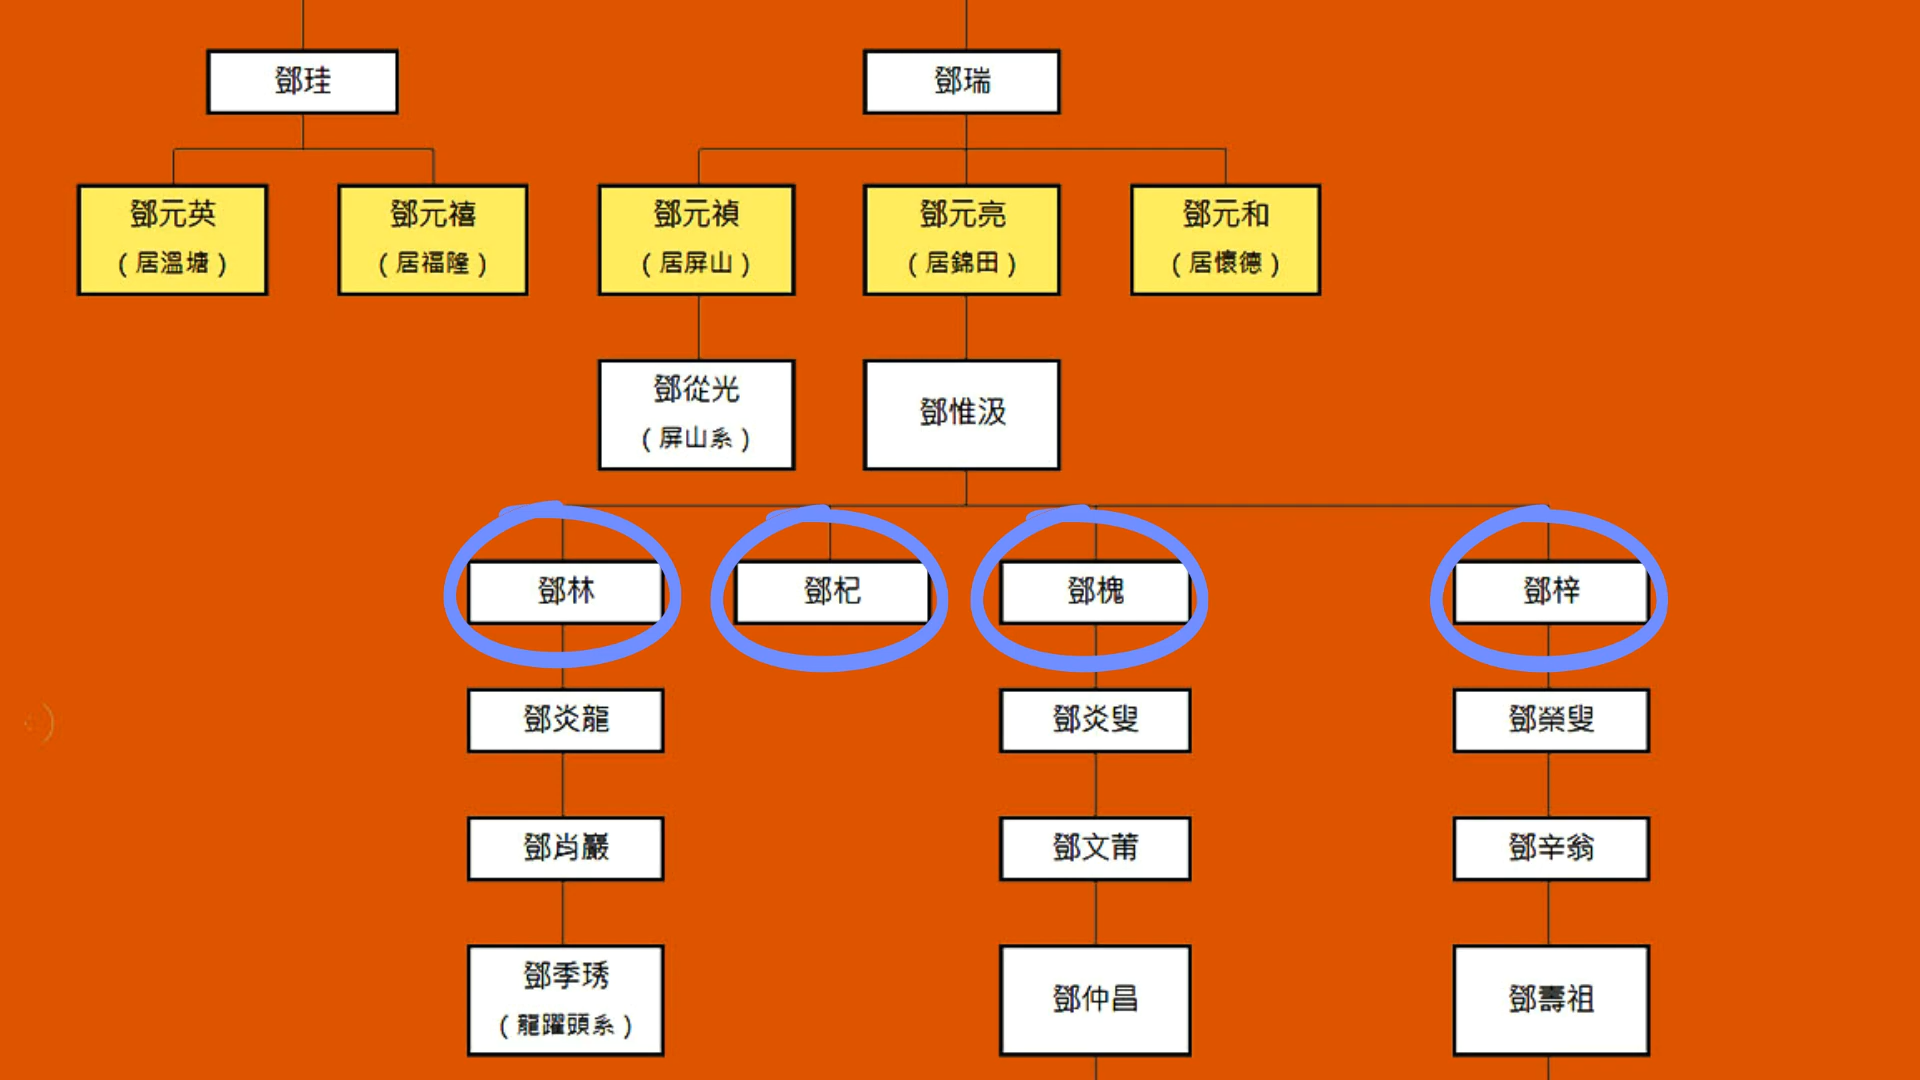 鄧珪
鄧瑞
鄧元英
（居溫塘）
鄧元禧
（居福隆）
鄧元禎
（居屏山）
鄧元亮
（居錦田）
鄧元和
（居懷德）
鄧從光
（屏山系）
鄧惟汲
鄧林
鄧杞
鄧槐
鄧梓
鄧炎龍
鄧炎叟
鄧榮叟
鄧肖巖
鄧文莆
鄧辛翁
鄧季琇
（龍躍頭系）
鄧仲昌
鄧壽祖